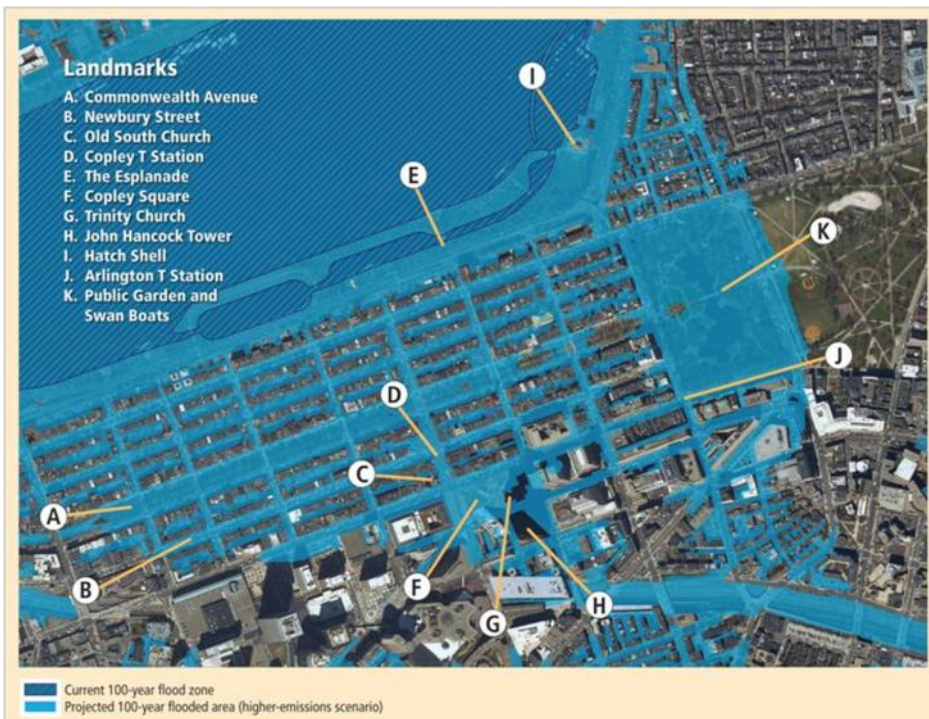 Landmarks
A. Commonwealth Avenue
B. Newbury Street
C. Old South Church
D. Copley T Station
E. The Esplanade
F. Copley Square
G. Trinity Church
H. John Hancock Tower
I. Hatch Shell
J. Arlington T Station
K. Public Garden and
Swan Boats
I
E
K
J
D
C
A
B
F
G
H
Current 100-year flood zone
Projected 100-year flooded area (higher-emissions scenario)